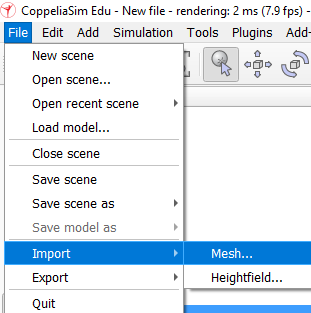 CoppeliaSim Edu - New file - rendering: 2 ms (7.9 fps) -
File Edit Add Simulation Tools Plugins Add-
New scene
Open scene...
Open recent scene
Load model...
Close scene
Save scene
Save scene as
Save model as
Import
Mesh...
Export
Heightfield...
Quit